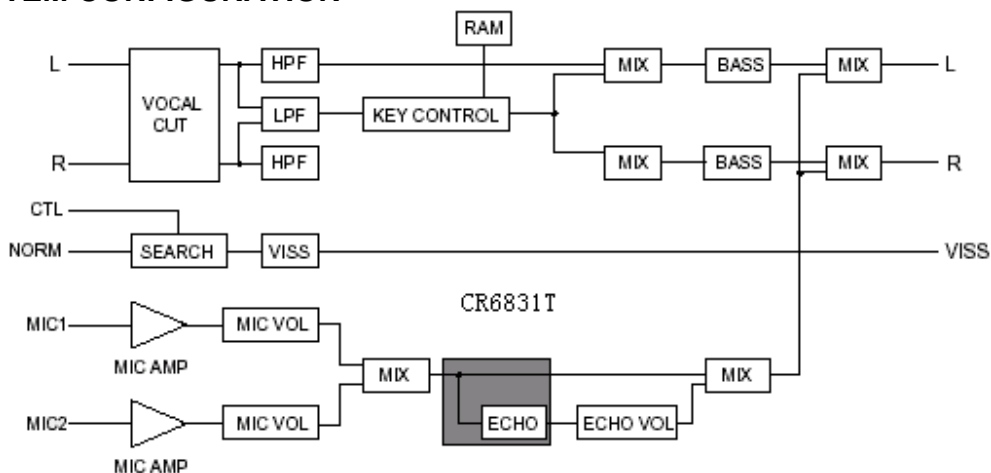 RAM
L HPF MIX BASS MIX L
VOCAL
CUT
LPF KEY CONTROL
R HPF MIX BASS MIX R
CTL
NORM SEARCH VISS VISS
CR6831T
MIC1 MIC VOL
MIC AMP
MIX MIX
MIC2 MIC VOL ECHO ECHO VOL
MIC AMP